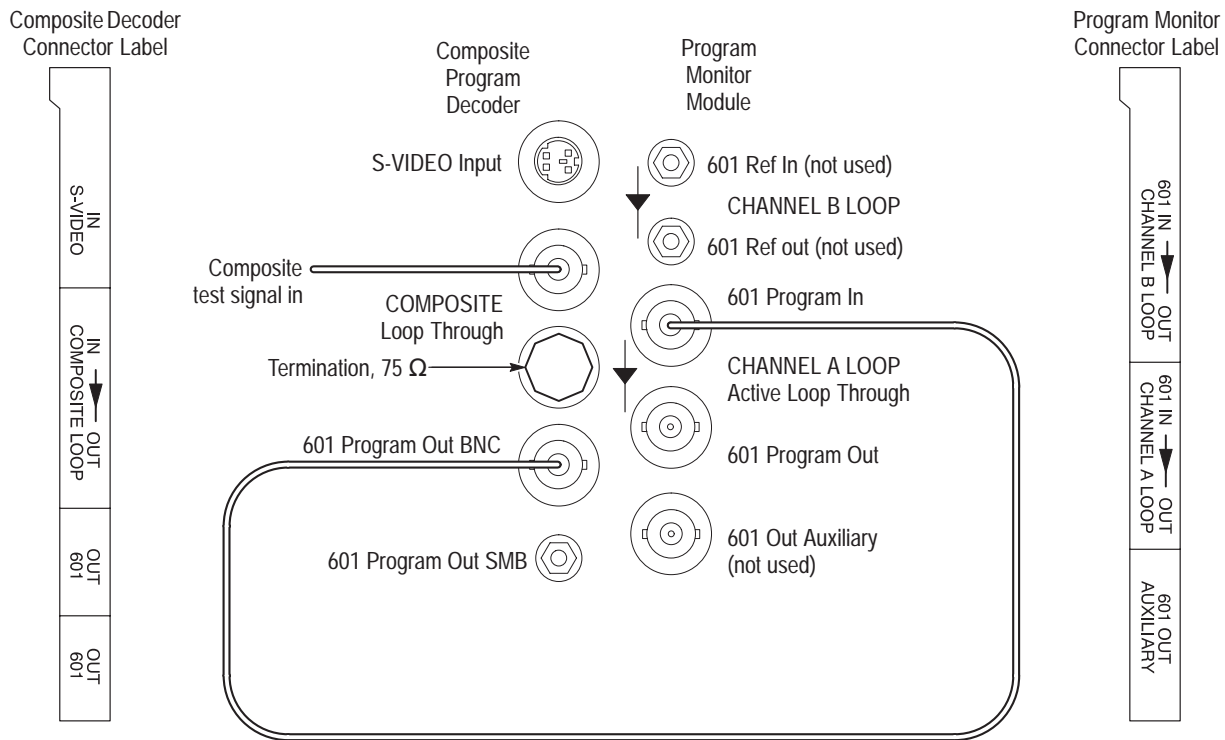 Composite Decoder
Connector Label
Program Monitor
Connector Label
Composite
Program
Decoder
Program
Monitor
Module
S-VIDEO Input
601 Ref In (not used)
CHANNEL B LOOP
601 Ref out (not used)
Composite
test signal in
COMPOSITE
Loop Through
601 Program In
Termination, 75 Ω
CHANNEL A LOOP
Active Loop Through
601 Program Out BNC
601 Program Out
601 Program Out SMB
601 Out Auxiliary
(not used)
IN
S-VIDEO
IN OUT
COMPOSITE LOOP
OUT
601
OUT
601
601 IN OUT
CHANNEL B LOOP
601 IN OUT
CHANNEL A LOOP
601 OUT
AUXILIARY